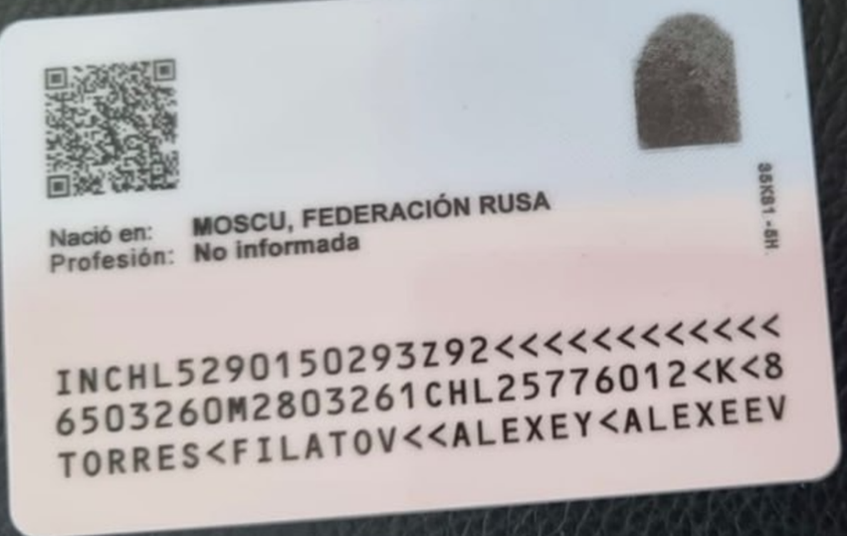 Nació en: MOSCU, FEDERACIÓN RUSA
Profesión: No informada
INCHL5290150293Z92<<<<<<<<<<<<
6503260M2803261CHL25776012<K<8
TORRES<FILATOV<<ALEXEY<ALEXEEV